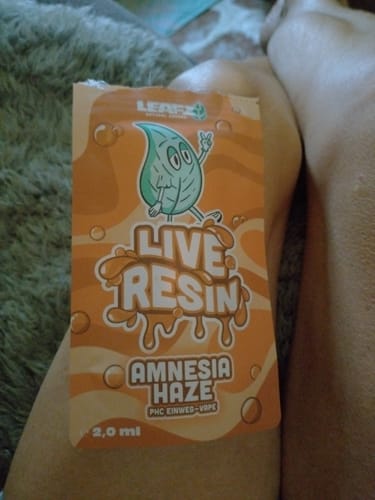 LEAFZ
LIVE
RESIN
AMNESIA
HAZE
PHC EINWEG-VAPE
2,0 ml